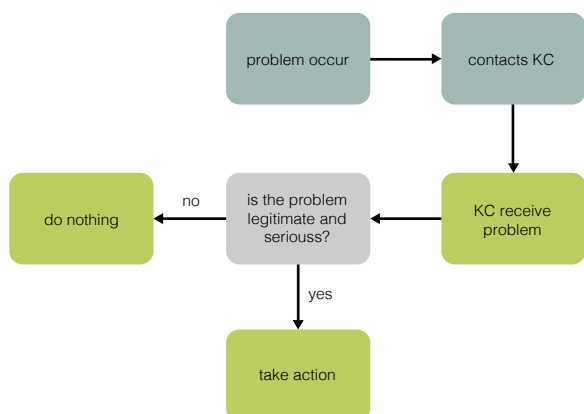 problem occur
contacts KC
do nothing
no
is the problem
legitimate and
seriouss?
KC receive
problem
yes
take action